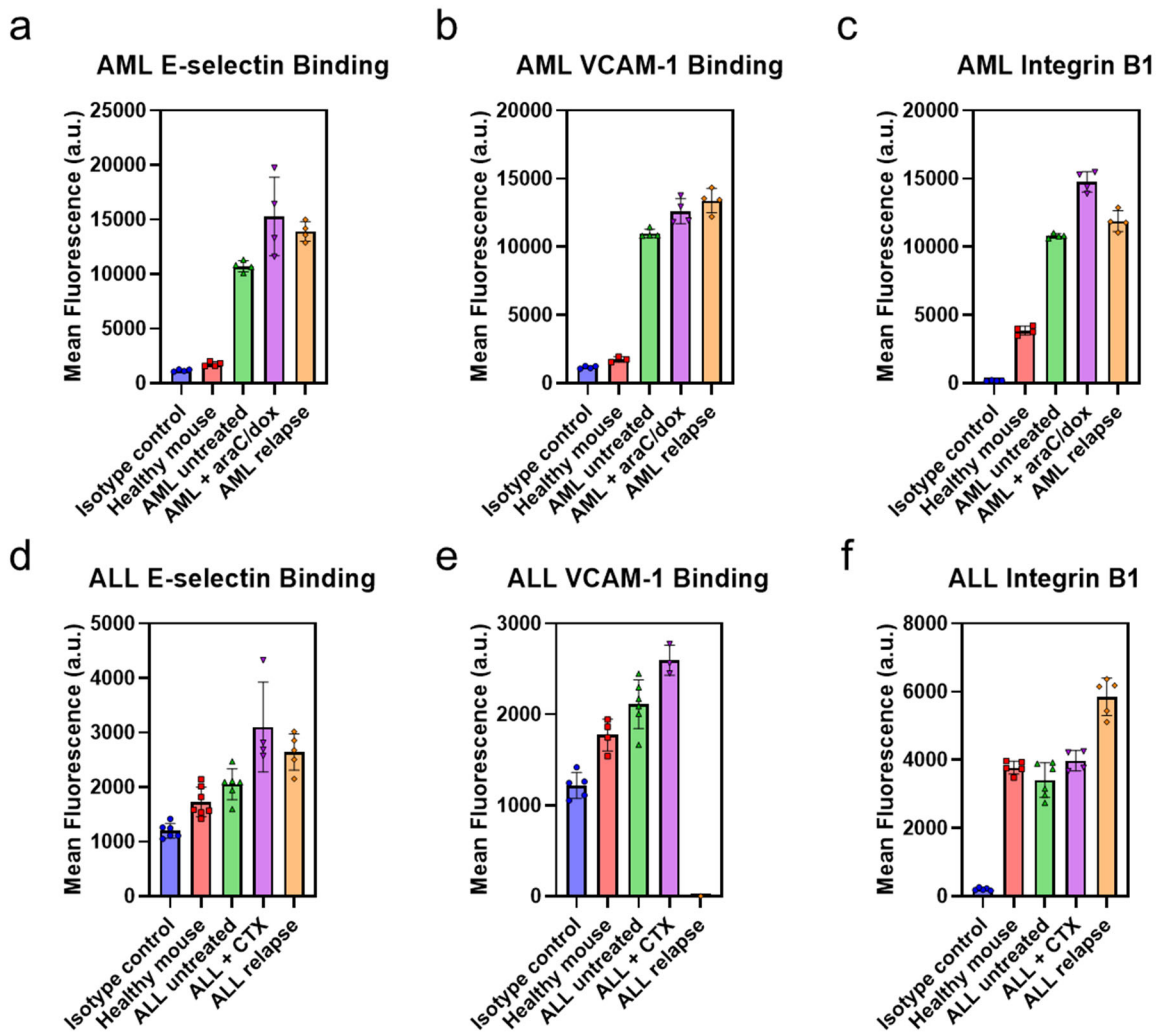 a
AML E-selectin Binding
Mean Fluorescence (a.u.)
25000
20000
15000
10000
5000
0
Isotype control
Healthy mouse
AML untreated
AML + araC/dox
AML relapse
b
AML VCAM-1 Binding
Mean Fluorescence (a.u.)
20000
15000
10000
5000
0
Isotype control
Healthy mouse
AML untreated
AML + araC/dox
AML relapse
c
AML Integrin B1
Mean Fluorescence (a.u.)
20000
15000
10000
5000
0
Isotype control
Healthy mouse
AML untreated
AML + araC/dox
AML relapse
d
ALL E-selectin Binding
Mean Fluorescence (a.u.)
5000
4000
3000
2000
1000
0
Isotype control
Healthy mouse
ALL untreated
ALL + CTX
ALL relapse
e
ALL VCAM-1 Binding
Mean Fluorescence (a.u.)
3000
2000
1000
0
Isotype control
Healthy mouse
ALL untreated
ALL + CTX
ALL relapse
f
ALL Integrin B1
Mean Fluorescence (a.u.)
8000
6000
4000
2000
0
Isotype control
Healthy mouse
ALL untreated
ALL + CTX
ALL relapse